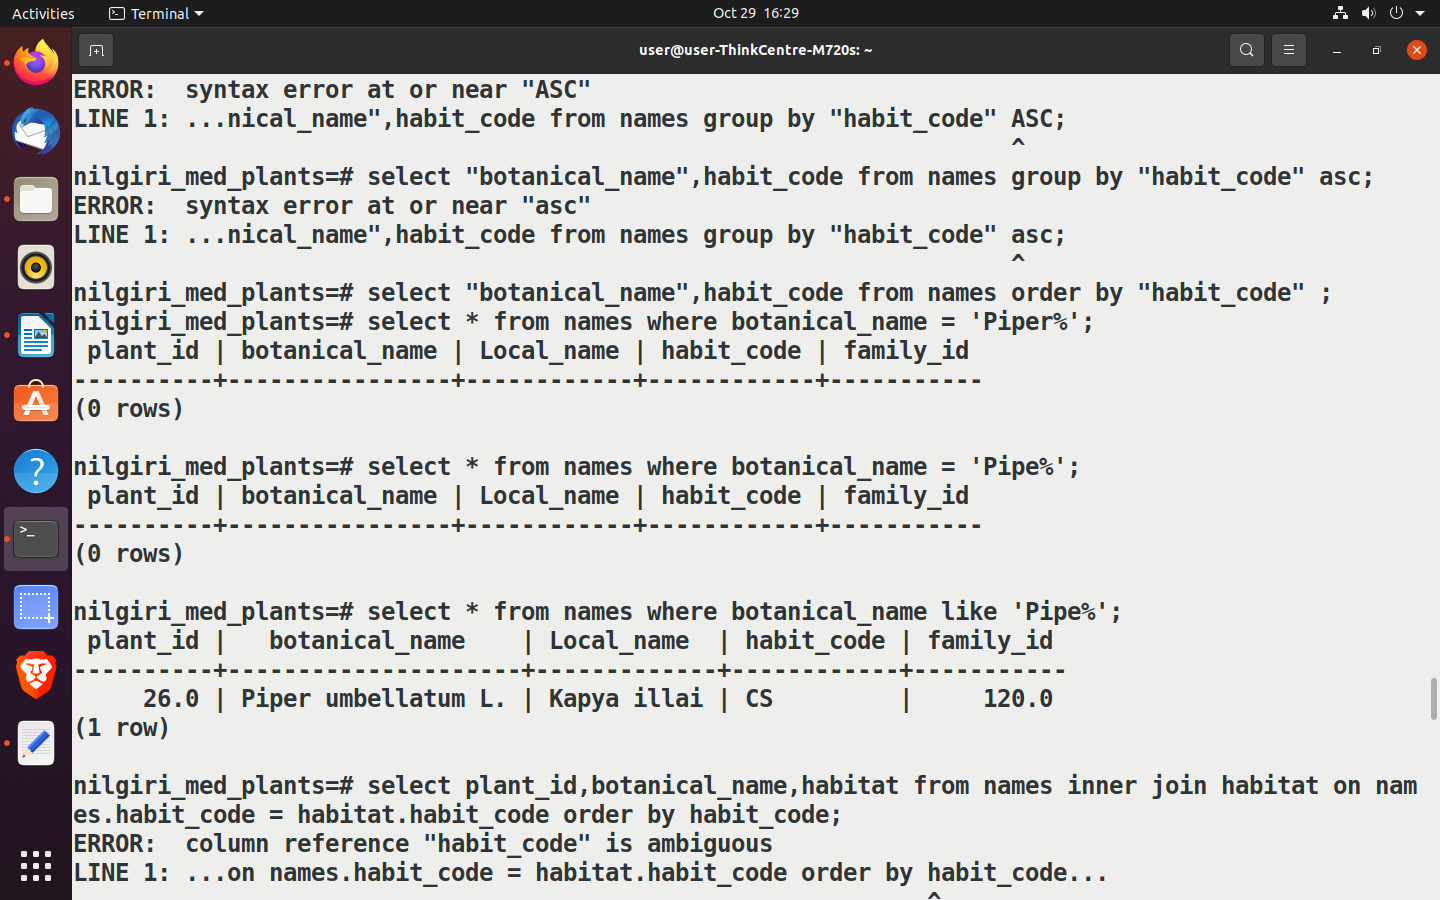 Activities Terminal Oct 29 16:29
user@user-ThinkCentre-M720s: ~
ERROR:  syntax error at or near "ASC"
LINE 1: ...nical_name",habit_code from names group by "habit_code" ASC;
                                                                   ^
nilgiri_med_plants=# select "botanical_name",habit_code from names group by "habit_code" asc;
ERROR:  syntax error at or near "asc"
LINE 1: ...nical_name",habit_code from names group by "habit_code" asc;
                                                                   ^
nilgiri_med_plants=# select "botanical_name",habit_code from names order by "habit_code" ;
nilgiri_med_plants=# select * from names where botanical_name = 'Piper%';
 plant_id | botanical_name | Local_name | habit_code | family_id
----------+----------------+------------+------------+-----------
(0 rows)
nilgiri_med_plants=# select * from names where botanical_name = 'Pipe%';
 plant_id | botanical_name | Local_name | habit_code | family_id
----------+----------------+------------+------------+-----------
(0 rows)
nilgiri_med_plants=# select * from names where botanical_name like 'Pipe%';
 plant_id |   botanical_name    | Local_name  | habit_code | family_id
----------+---------------------+-------------+------------+-----------
     26.0 | Piper umbellatum L. | Kapya illai | CS         |     120.0
(1 row)
nilgiri_med_plants=# select plant_id,botanical_name,habitat from names inner join habitat on nam
es.habit_code = habitat.habit_code order by habit_code;
ERROR:  column reference "habit_code" is ambiguous
LINE 1: ...on names.habit_code = habitat.habit_code order by habit_code...
                                                             ^